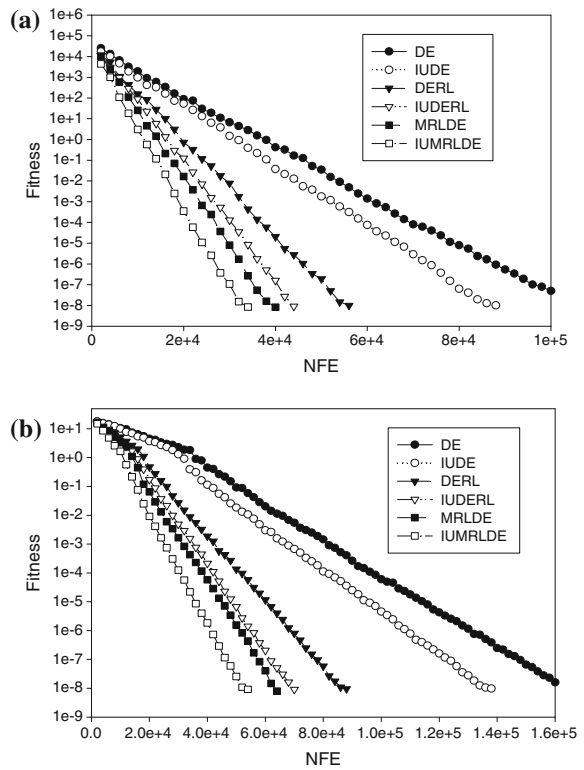 (a)
1e+6
1e+5
1e+4
1e+3
1e+2
1e+1
1e+0
1e-1
1e-2
1e-3
1e-4
1e-5
1e-6
1e-7
1e-8
1e-9
Fitness
DE
IUDE
DERL
IUDERL
MRLDE
IUMRLDE
0 2e+4 4e+4 6e+4 8e+4 1e+5
NFE
(b)
1e+1
1e+0
1e-1
1e-2
1e-3
1e-4
1e-5
1e-6
1e-7
1e-8
1e-9
Fitness
DE
IUDE
DERL
IUDERL
MRLDE
IUMRLDE
0.0 2.0e+4 4.0e+4 6.0e+4 8.0e+4 1.0e+5 1.2e+5 1.4e+5 1.6e+5
NFE